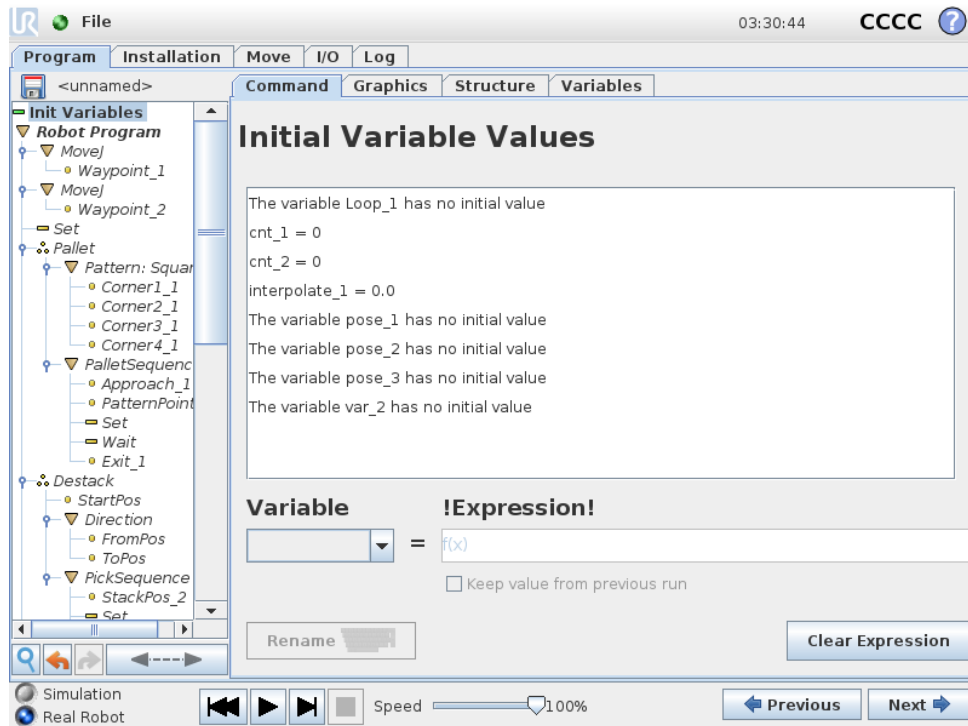 UR File 03:30:44 CCCC ?
Program Installation Move I/O Log
<unnamed> Command Graphics Structure Variables
Init Variables
Robot Program
MoveJ
Waypoint_1
MoveJ
Waypoint_2
Set
Pallet
Pattern: Squar
Corner1_1
Corner2_1
Corner3_1
Corner4_1
PalletSequenc
Approach_1
PatternPoint
Set
Wait
Exit_1
Destack
StartPos
Direction
FromPos
ToPos
PickSequence
StackPos_2
Set
Initial Variable Values
The variable Loop_1 has no initial value
cnt_1 = 0
cnt_2 = 0
interpolate_1 = 0.0
The variable pose_1 has no initial value
The variable pose_2 has no initial value
The variable pose_3 has no initial value
The variable var_2 has no initial value
Variable !Expression!
= f(x)
Keep value from previous run
Rename Clear Expression
Simulation
Real Robot
Speed 100% Previous Next